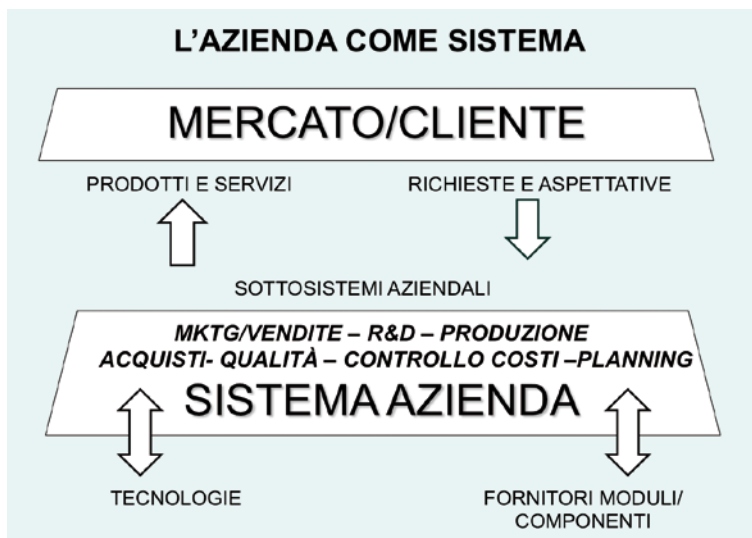 L'AZIENDA COME SISTEMA
MERCATO/CLIENTE
PRODOTTI E SERVIZI
RICHIESTE E ASPETTATIVE
SOTTOSISTEMI AZIENDALI
MKTG/VENDITE – R&D – PRODUZIONE
ACQUISTI- QUALITÀ – CONTROLLO COSTI –PLANNING
SISTEMA AZIENDA
TECNOLOGIE
FORNITORI MODULI/
COMPONENTI